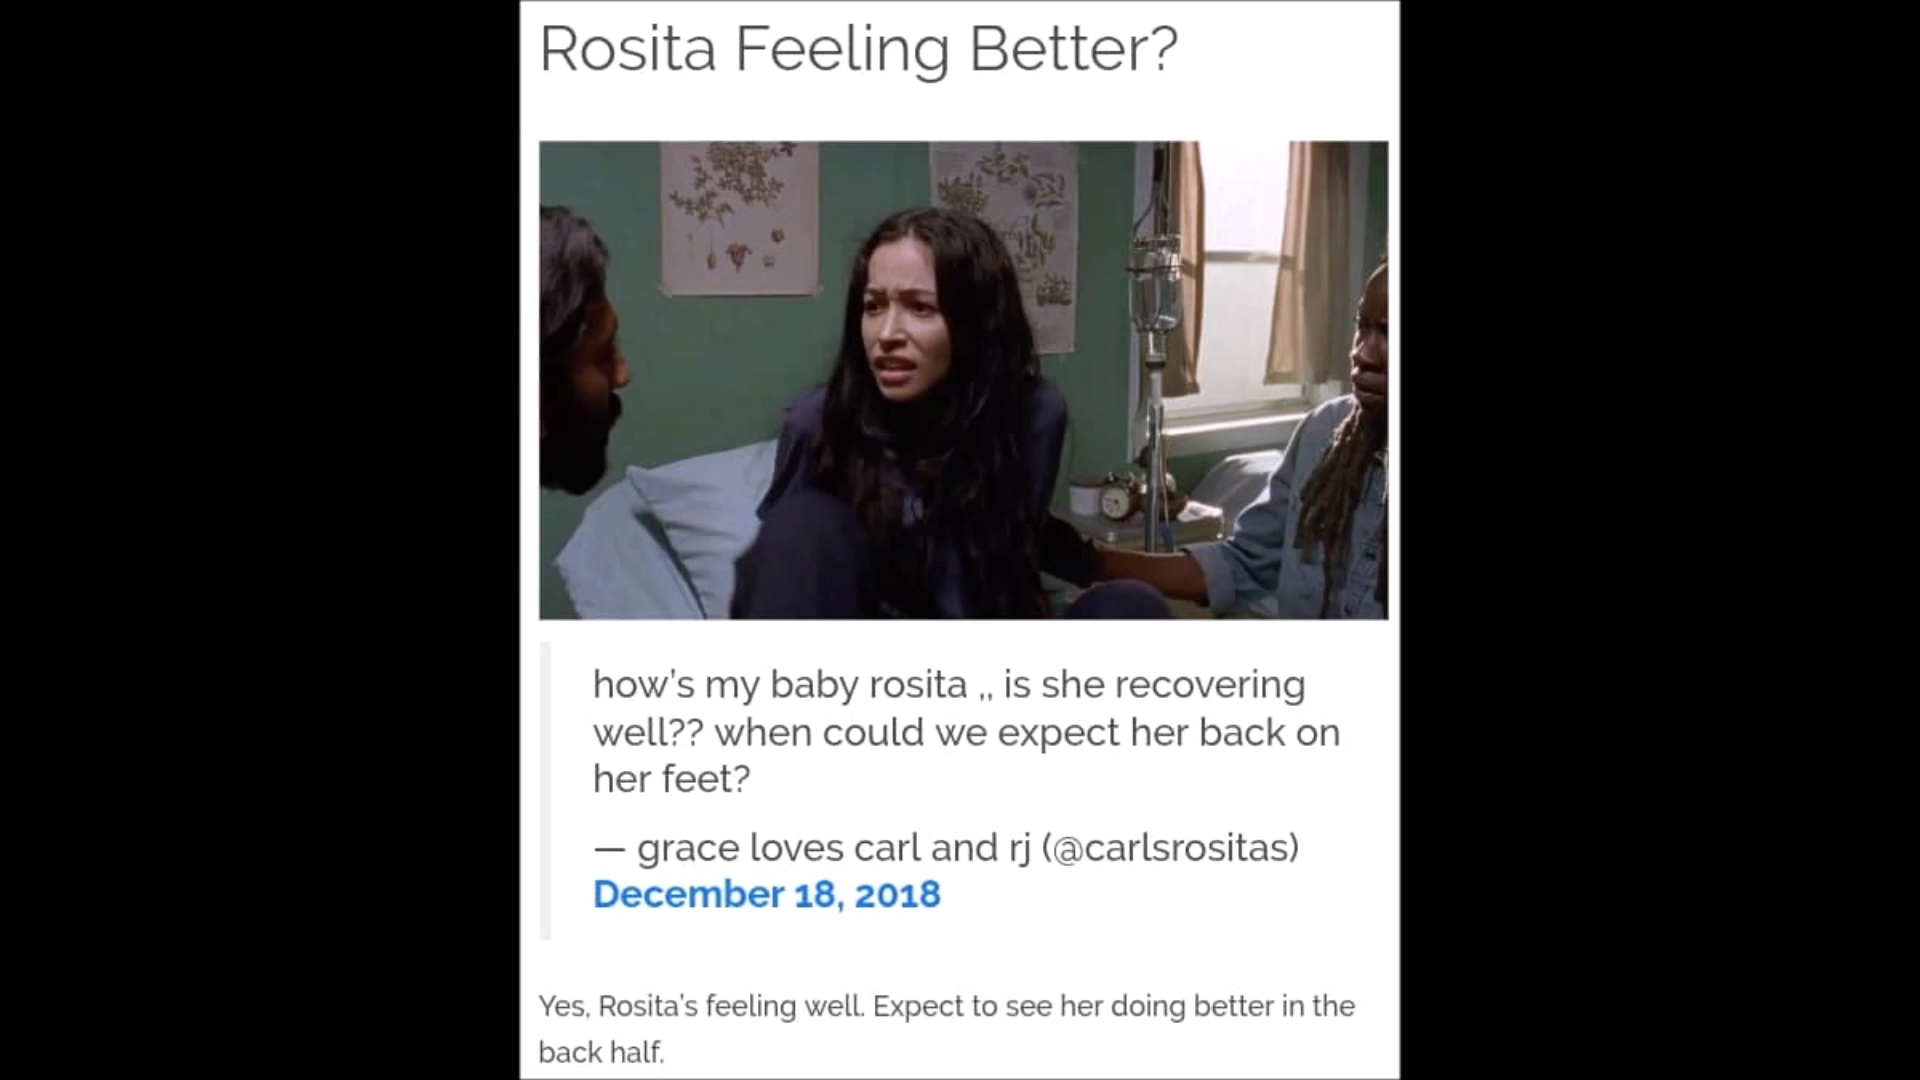 Rosita Feeling Better?
how's my baby rosita ,, is she recovering
well?? when could we expect her back on
her feet?
— grace loves carl and rj (@carlsrositas)
December 18, 2018
Yes, Rosita's feeling well. Expect to see her doing better in the
back half.